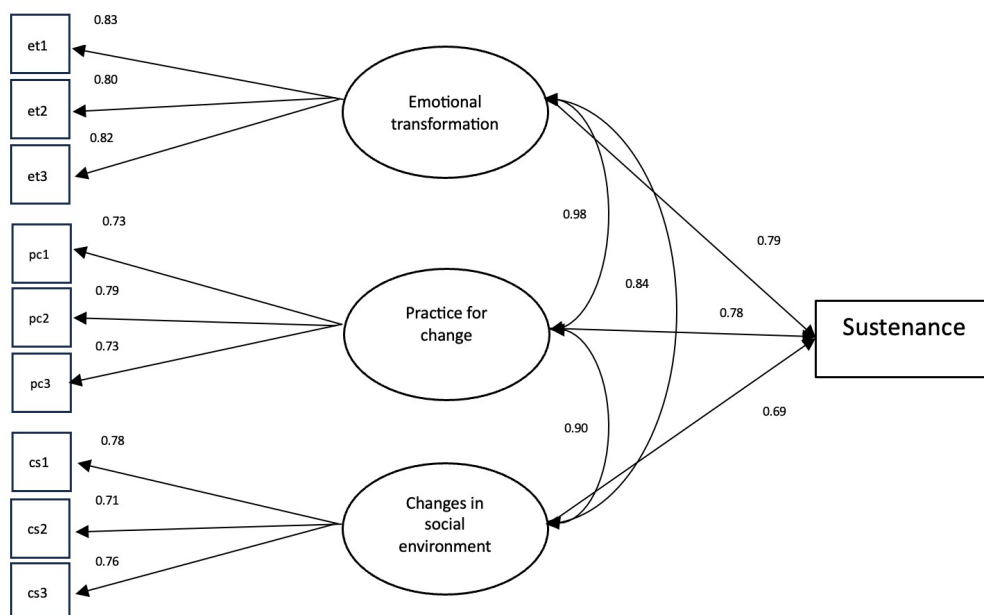 0.83
et1
0.80
et2
0.82
et3
Emotional
transformation
0.73
pc1
0.79
pc2
0.73
pc3
Practice for
change
0.78
cs1
0.71
cs2
0.76
cs3
Changes in
social
environment
0.98
0.84
0.90
0.79
0.78
0.69
Sustenance